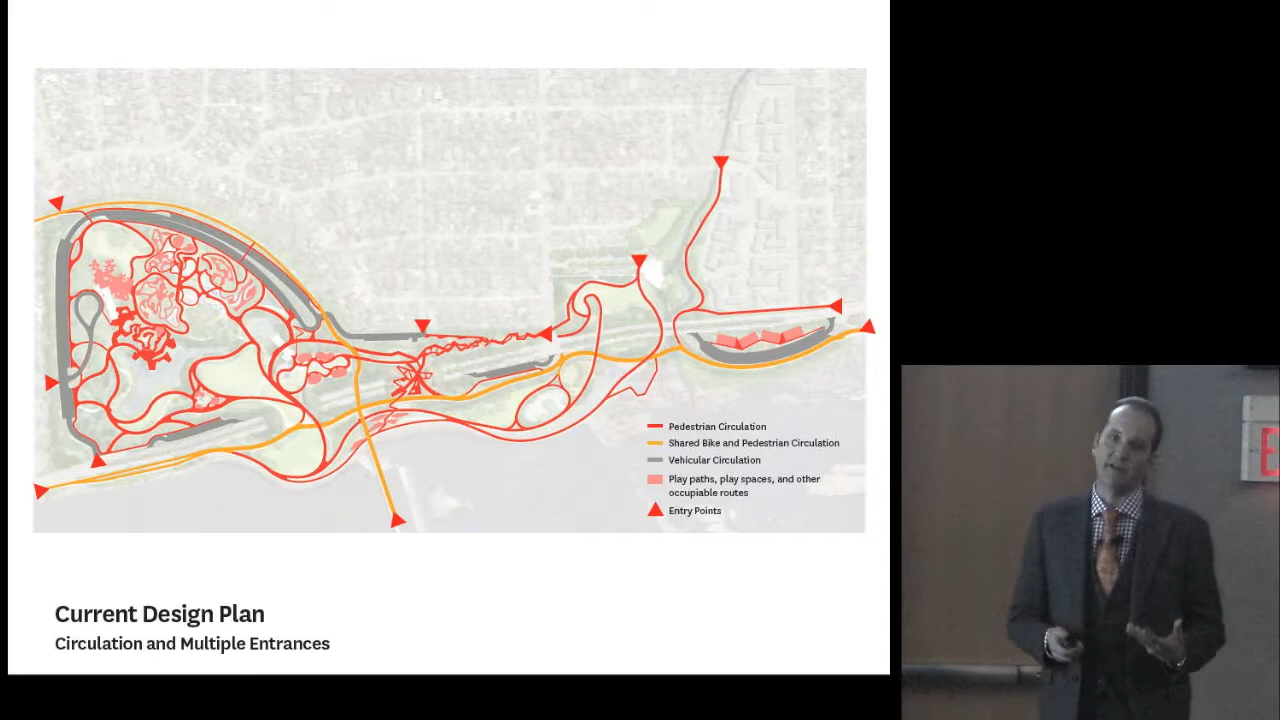 Pedestrian Circulation
Shared Bike and Pedestrian Circulation
Vehicular Circulation
Play paths, play spaces, and other
occupiable routes
Entry Points
Current Design Plan
Circulation and Multiple Entrances